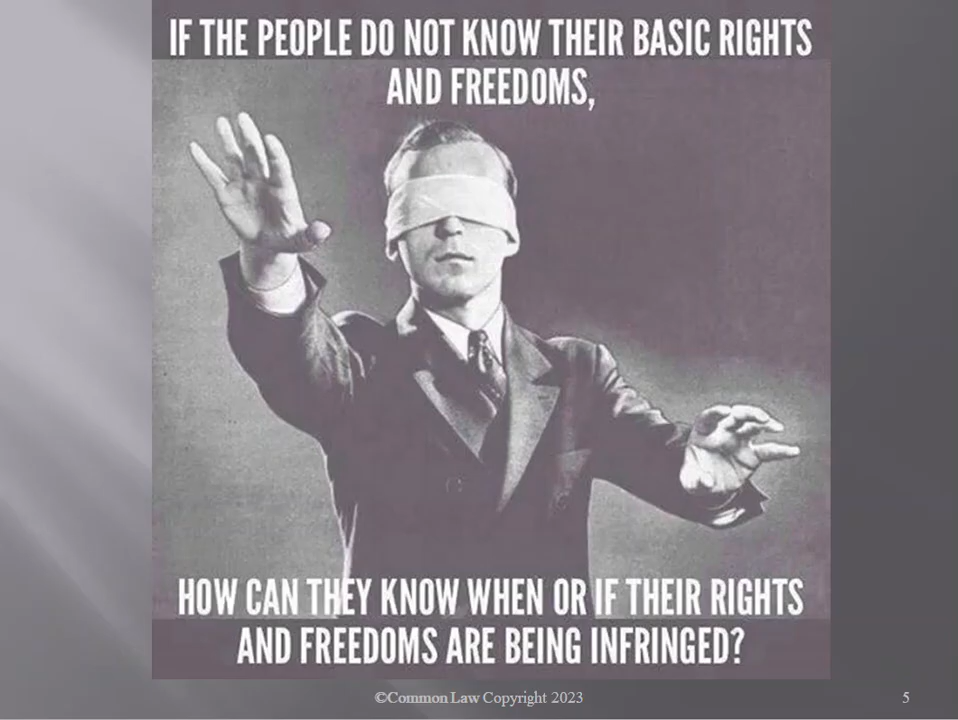 IF THE PEOPLE DO NOT KNOW THEIR BASIC RIGHTS
AND FREEDOMS,
HOW CAN THEY KNOW WHEN OR IF THEIR RIGHTS
AND FREEDOMS ARE BEING INFRINGED?
©Common Law Copyright 2023
5